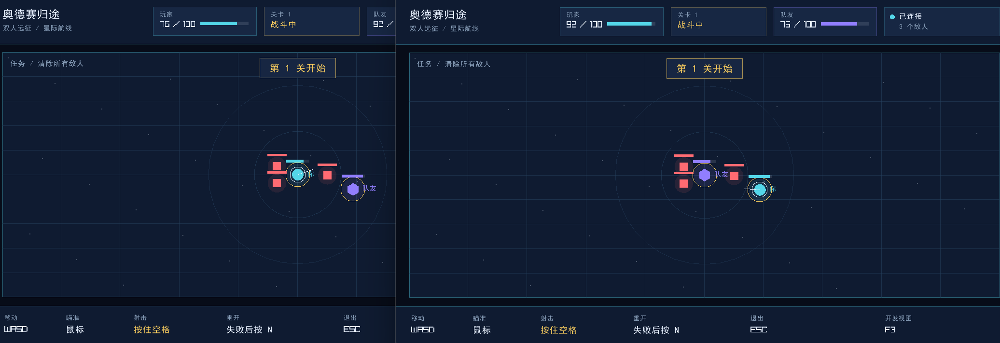 奥德赛归途
双人远征 / 星际航线
玩家
76 / 100
关卡 1
战斗中
队友
92 /
任务 / 清除所有敌人
第 1 关开始
你
队友
移动
WASD
瞄准
鼠标
射击
按住空格
重开
失败后按 N
退出
ESC
奥德赛归途
双人远征 / 星际航线
玩家
92 / 100
关卡 1
战斗中
队友
76 / 100
已连接
3 个敌人
任务 / 清除所有敌人
第 1 关开始
队友
你
移动
WASD
瞄准
鼠标
射击
按住空格
重开
失败后按 N
退出
ESC
开发视图
F3